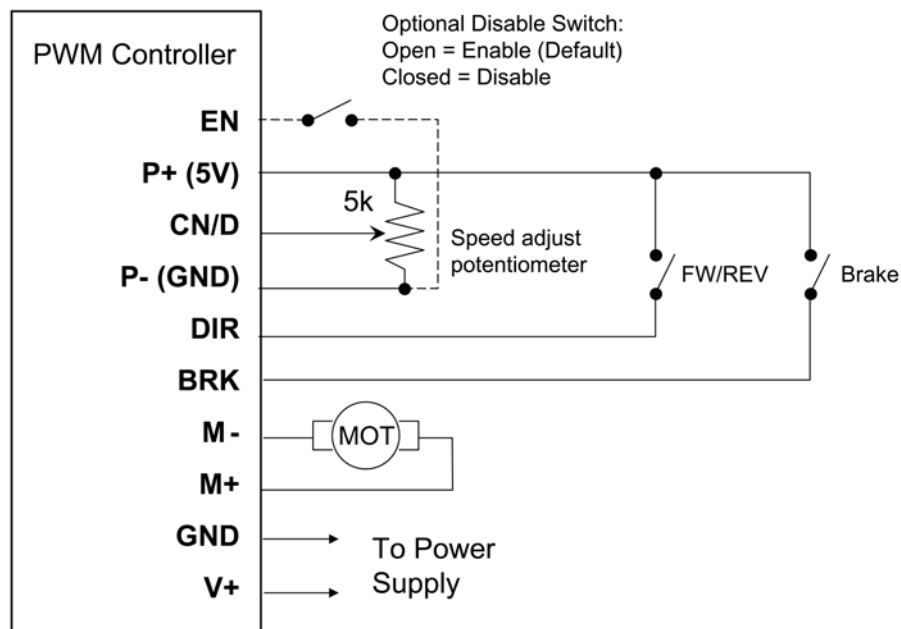 Optional Disable Switch:
Open = Enable (Default)
Closed = Disable
PWM Controller
EN
P+ (5V)
5k
CN/D
Speed adjust
potentiometer
P- (GND)
FW/REV
Brake
DIR
BRK
M -
MOT
M+
GND
To Power
Supply
V+